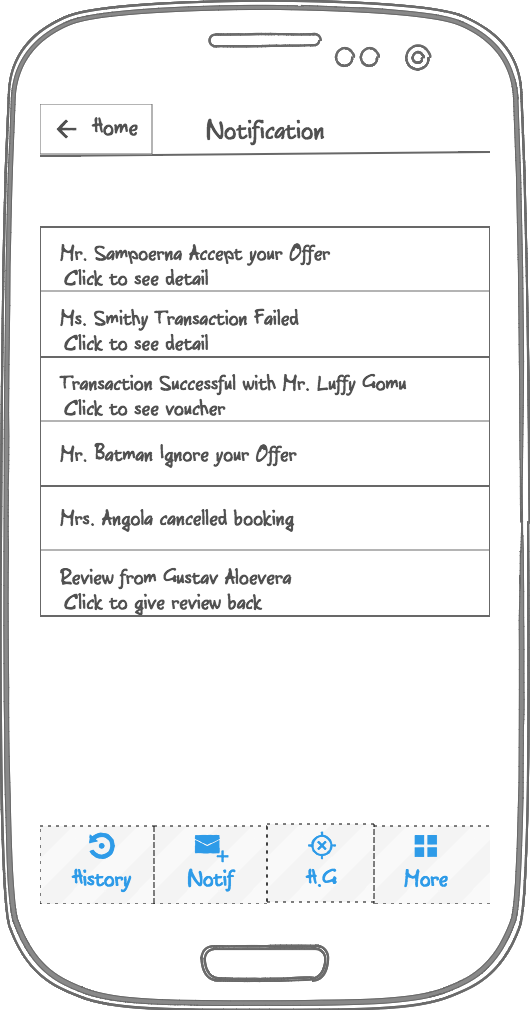 Home
Notification
Mr. Sampoerna Accept your Offer
Click to see detail
Ms. Smithy Transaction Failed
Click to see detail
Transaction Successful with Mr. Luffy Gomu
Click to see voucher
Mr. Batman Ignore your Offer
Mrs. Angola cancelled booking
Review from Gustav Aloevera
Click to give review back
History
Notif
H.G
More